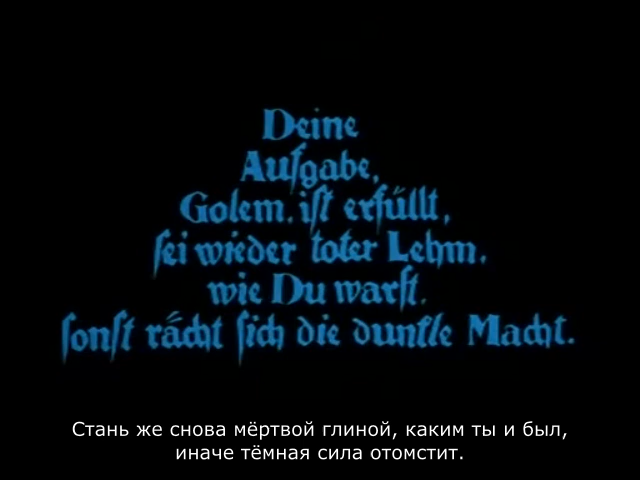 Deine
Aufgabe,
Golem, ist erfüllt,
sei wieder toter Lehm,
wie Du warst,
sonst rächt sich die dunkle Macht.
Стань же снова мёртвой глиной, каким ты и был,
иначе тёмная сила отомстит.